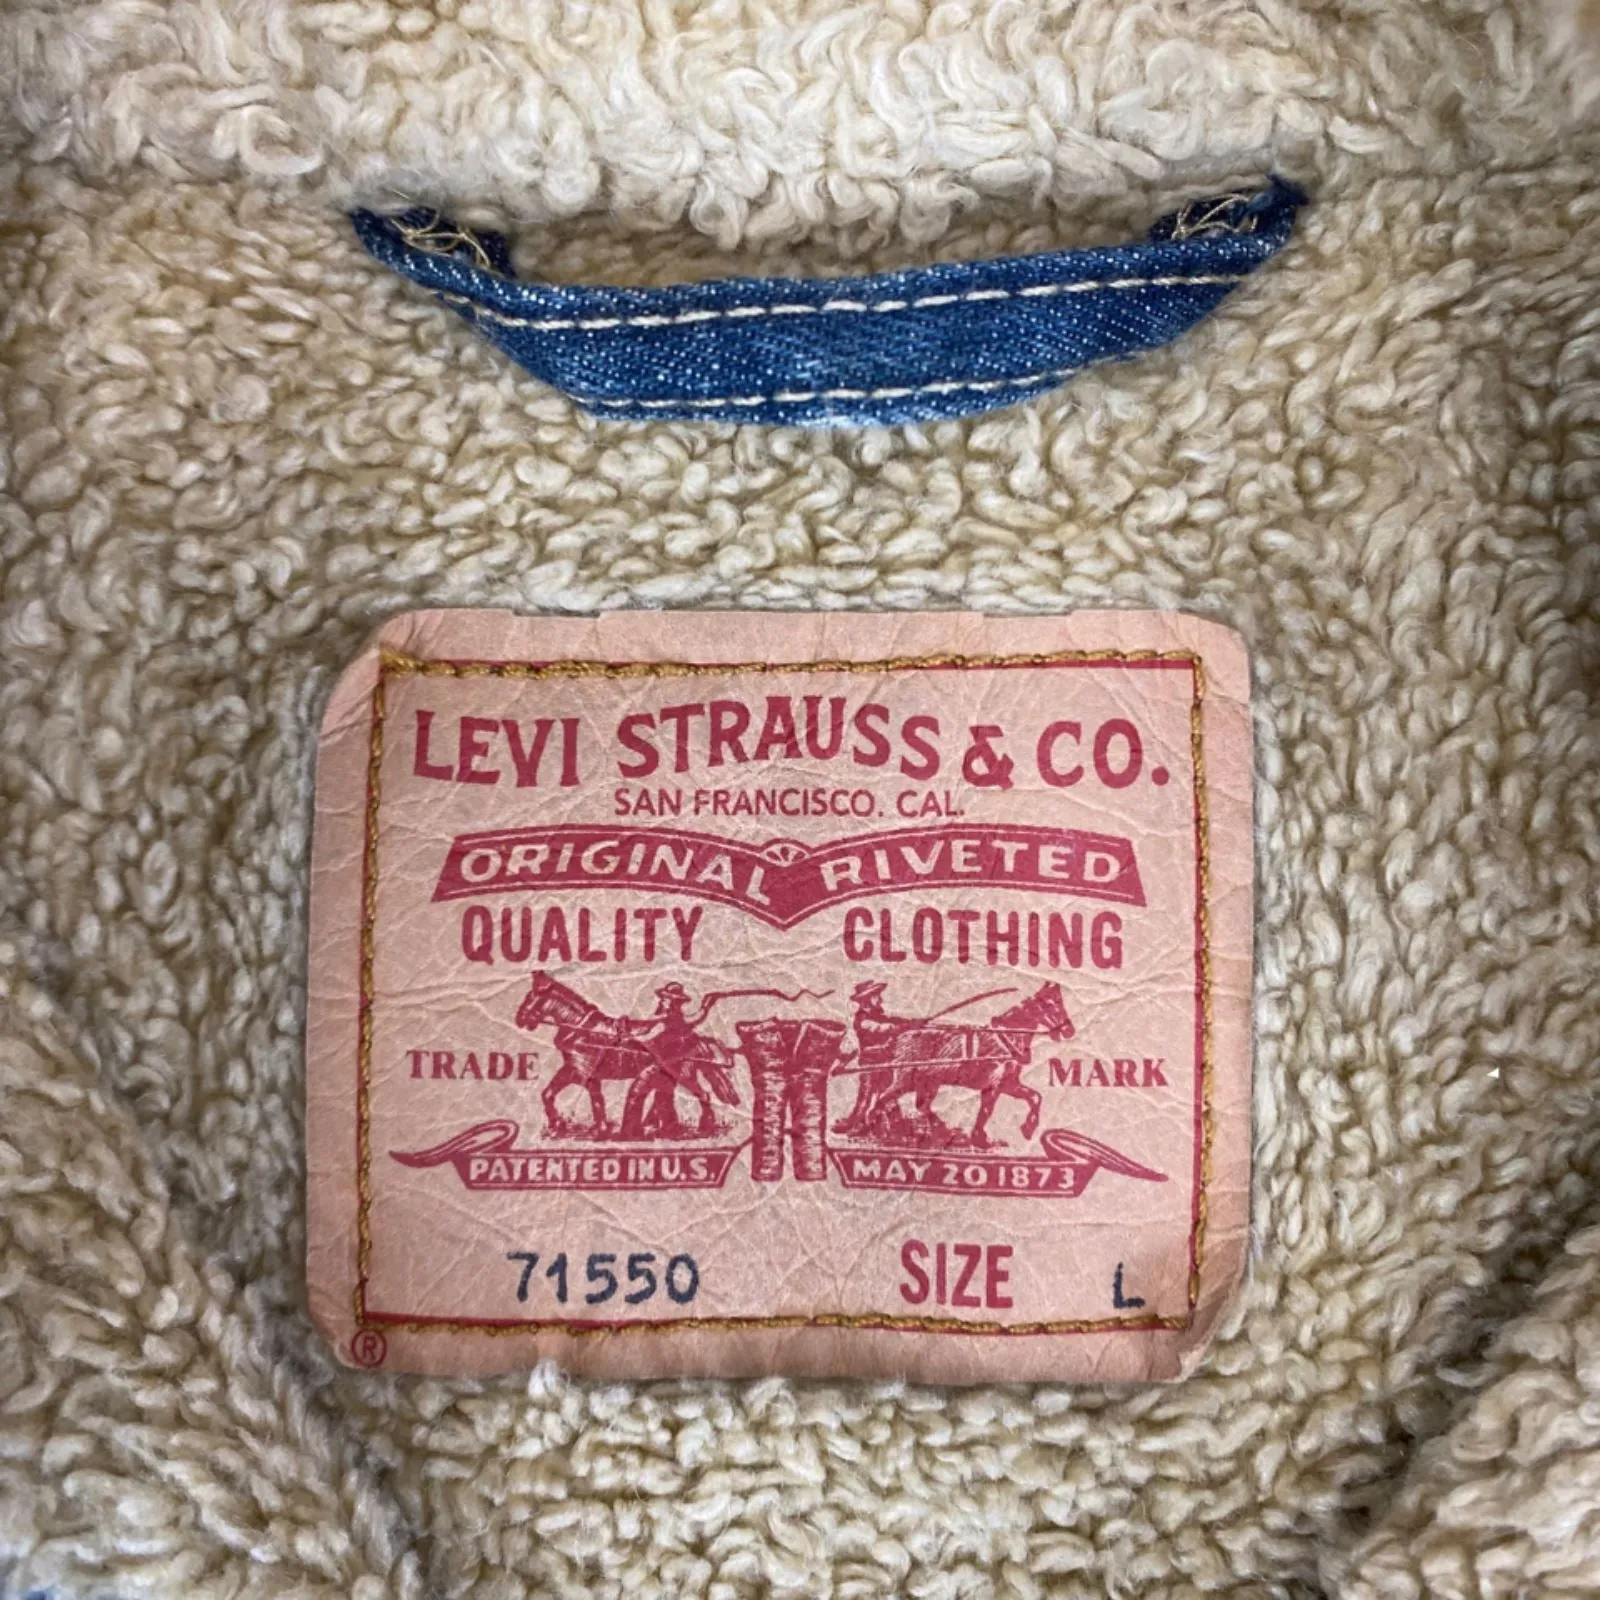 LEVI STRAUSS & CO.
SAN FRANCISCO. CAL.
ORIGINAL RIVETED
QUALITY CLOTHING
TRADE MARK
PATENTED IN U.S. MAY 20 1873
71550 SIZE L
®